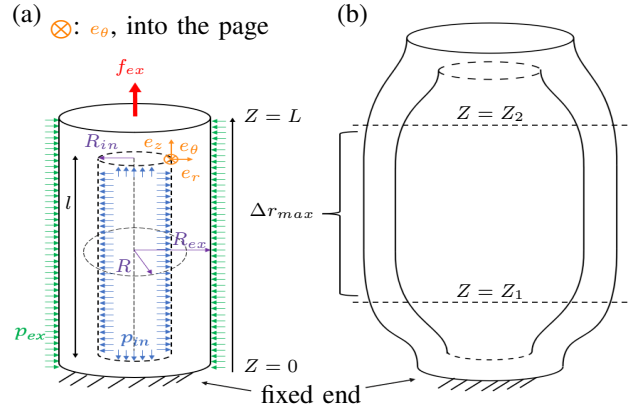 (a)
⊗: e_θ, into the page
(b)
f_ex
Z = L
R_in
e_z
e_θ
e_r
l
R_ex
R
p_ex
p_in
Z = 0
fixed end
Z = Z_2
Δr_max
Z = Z_1